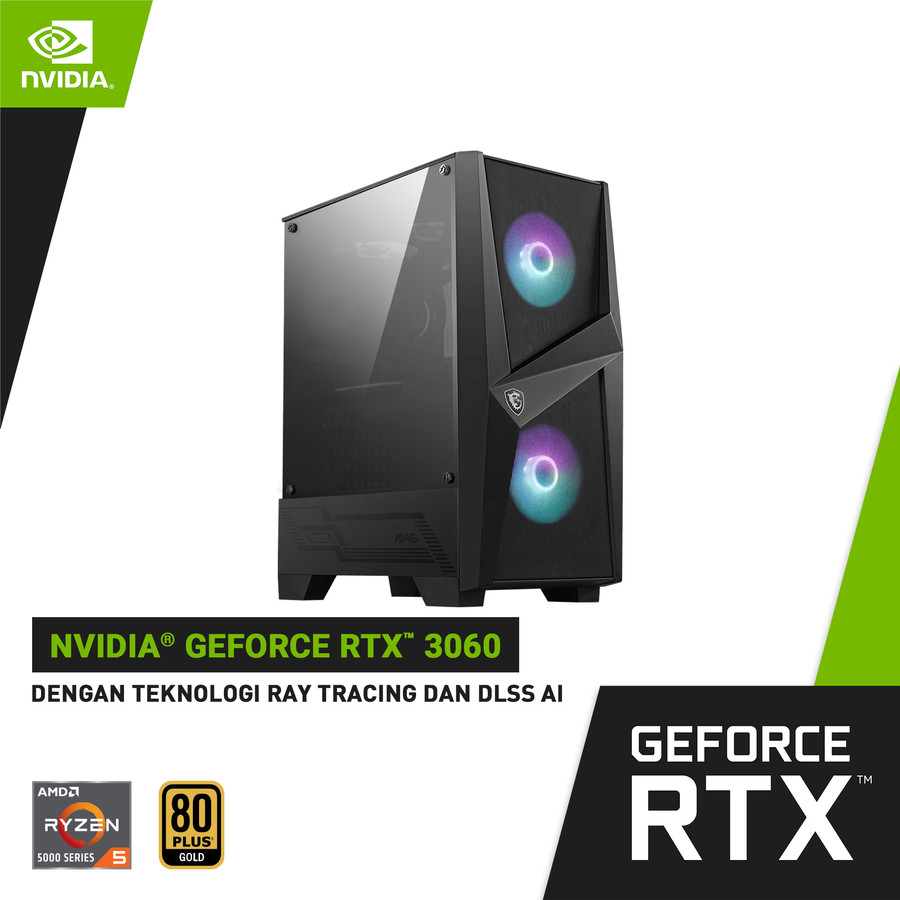 NVIDIA®
NVIDIA® GEFORCE RTX™ 3060
DENGAN TEKNOLOGI RAY TRACING DAN DLSS AI
AMD
RYZEN
5000 SERIES 5
80
PLUS®
GOLD
GEFORCE
RTX™